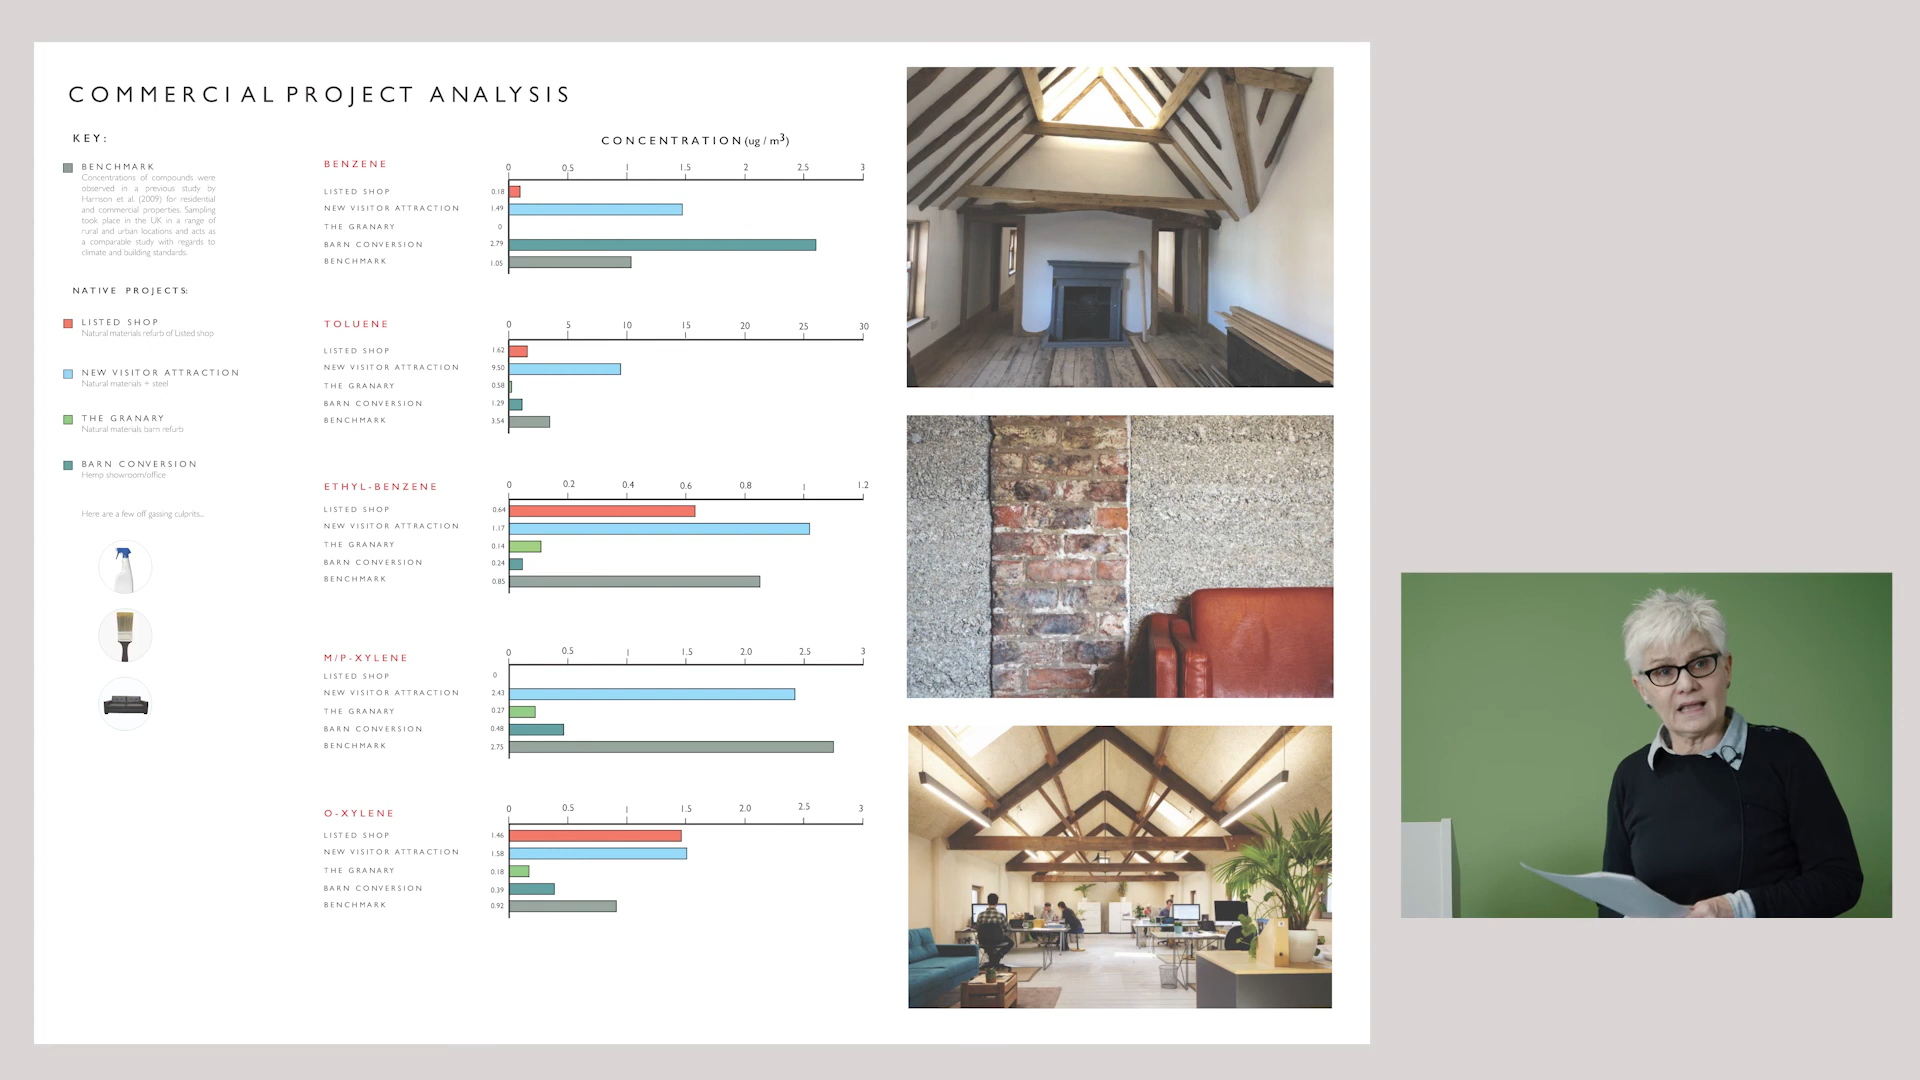 COMMERCIAL PROJECT ANALYSIS
KEY:
BENCHMARK
Concentrations of compounds were
observed in a previous study by
Harrison et al. (2009) for residential
and commercial properties. Sampling
took place in the UK in a range of
rural and urban locations and acts as
a comparable study with regards to
climate and building standards.
NATIVE PROJECTS:
LISTED SHOP
Natural materials refurb of Listed shop
NEW VISITOR ATTRACTION
Natural materials + steel
THE GRANARY
Natural materials barn refurb
BARN CONVERSION
Hemp showroom/office
Here are a few off gassing culprits...
CONCENTRATION (ug / m³)
BENZENE
0 0.5 1 1.5 2 2.5 3
LISTED SHOP 0.18
NEW VISITOR ATTRACTION 1.49
THE GRANARY 0
BARN CONVERSION 2.79
BENCHMARK 1.05
TOLUENE
0 5 10 15 20 25 30
LISTED SHOP 1.62
NEW VISITOR ATTRACTION 9.50
THE GRANARY 0.58
BARN CONVERSION 1.29
BENCHMARK 3.54
ETHYL-BENZENE
0 0.2 0.4 0.6 0.8 1 1.2
LISTED SHOP 0.64
NEW VISITOR ATTRACTION 1.17
THE GRANARY 0.14
BARN CONVERSION 0.24
BENCHMARK 0.85
M/P-XYLENE
0 0.5 1 1.5 2.0 2.5 3
LISTED SHOP 0
NEW VISITOR ATTRACTION 2.43
THE GRANARY 0.27
BARN CONVERSION 0.48
BENCHMARK 2.75
O-XYLENE
0 0.5 1 1.5 2.0 2.5 3
LISTED SHOP 1.46
NEW VISITOR ATTRACTION 1.58
THE GRANARY 0.18
BARN CONVERSION 0.39
BENCHMARK 0.92